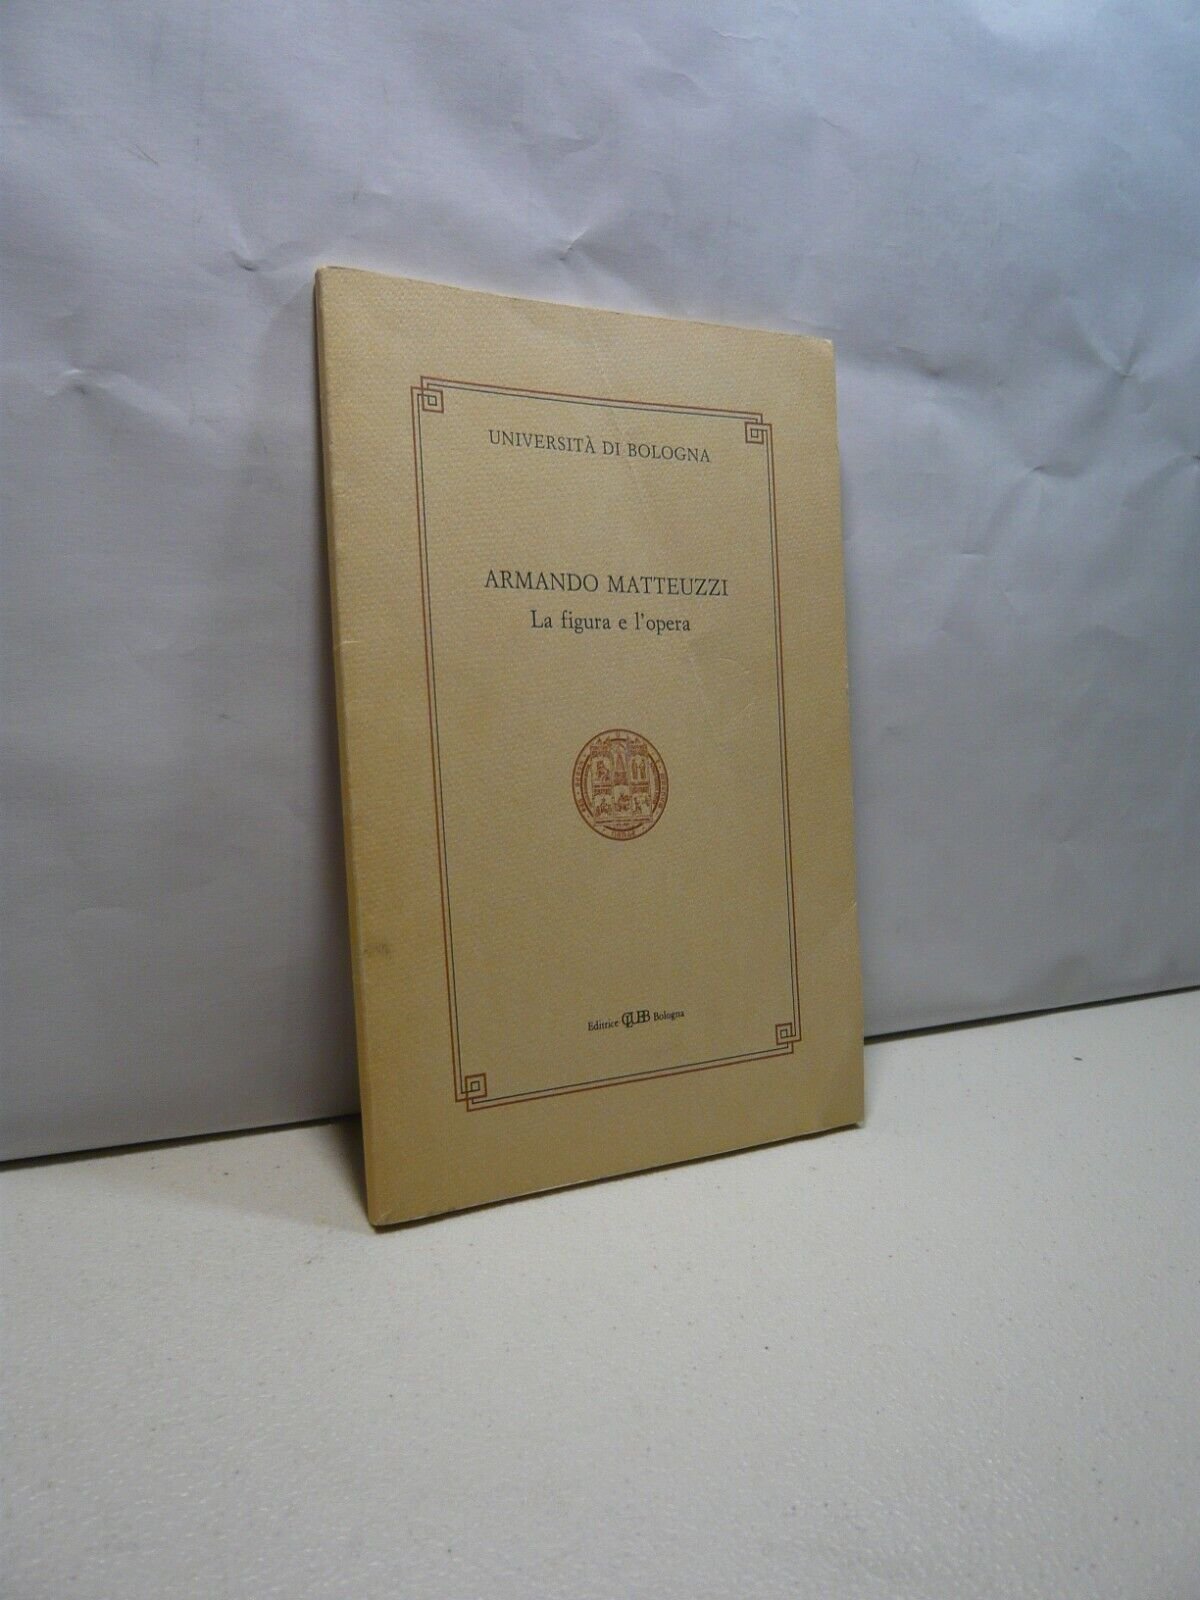 UNIVERSITÀ DI BOLOGNA
ARMANDO MATTEUZZI
La figura e l'opera
Editrice CLUEB Bologna